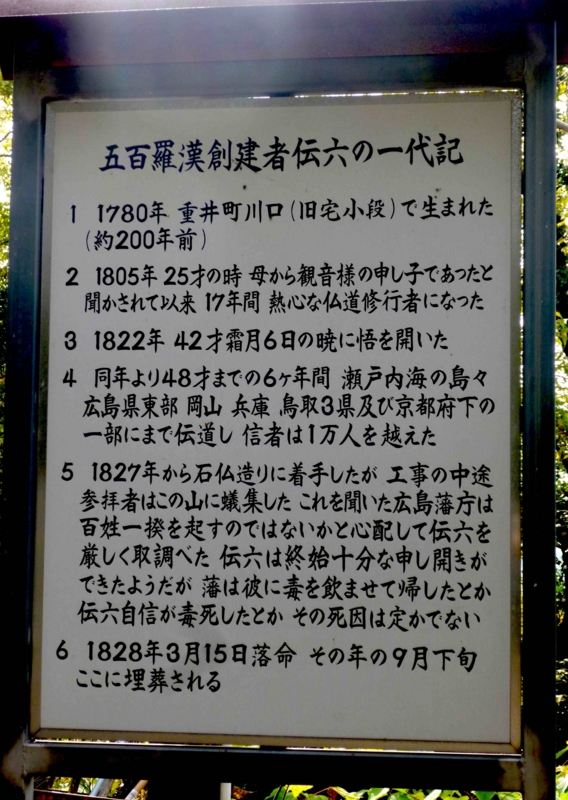 五百羅漢創建者伝六の一代記
1 1780年 重井町川口(旧宅小段)で生まれた
(約200年前)
2 1805年 25才の時 母から観音様の申し子であったと
聞かされて以来 17年間 熱心な仏道修行者になった
3 1822年 42才霜月6日の暁に悟を開いた
4 同年より48才までの6ヶ年間 瀬戸内海の島々
広島県東部 岡山 兵庫 鳥取3県及び京都府下の
一部にまで伝道し 信者は1万人を越えた
5 1827年から石仏造りに着手したが 工事の中途
参拝者はこの山に蟻集した これを聞いた広島藩庁は
百姓一揆を起すのではないかと心配して伝六を
厳しく取調べた 伝六は終始十分な申し開きが
できたようだが 藩は彼に毒を飲ませて帰したとか
伝六自信が毒死したとか その死因は定かでない
6 1828年3月15日落命 その年の9月下旬
ここに埋葬される